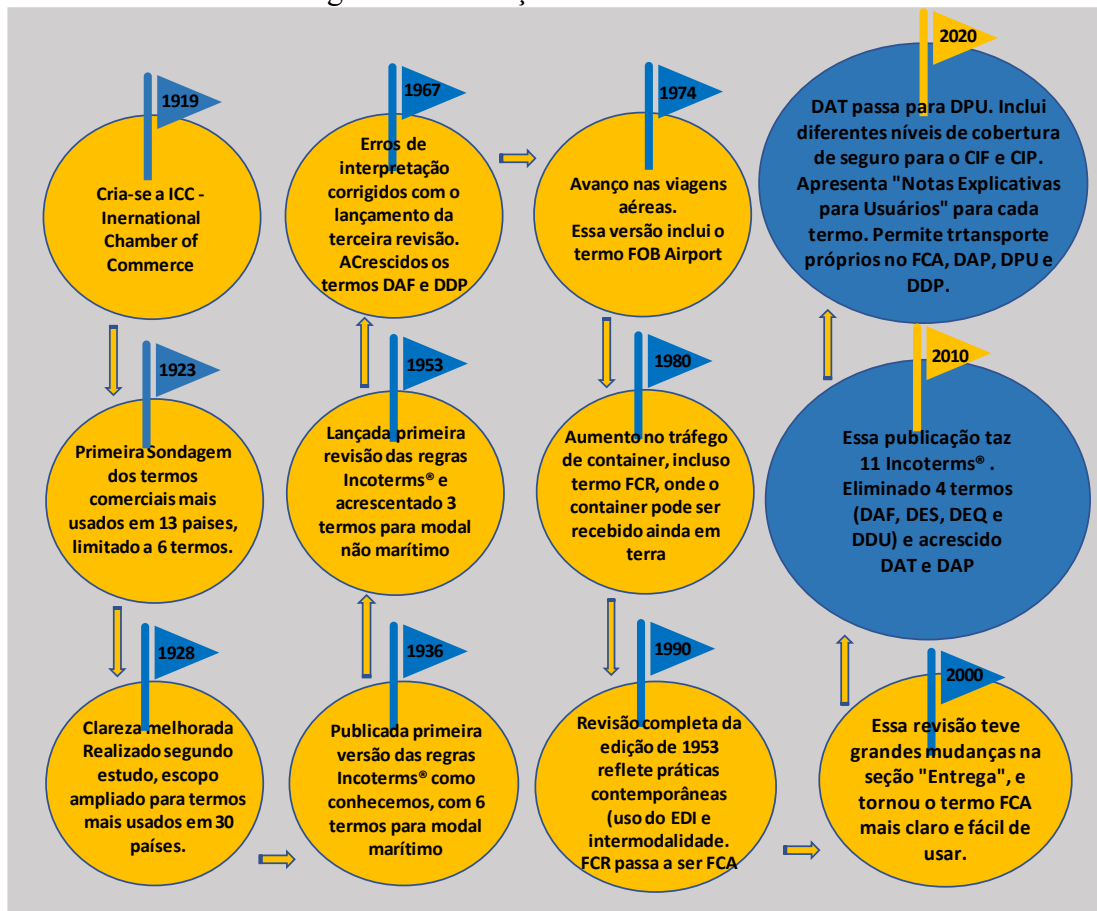 1919
Cria-se a ICC -
Inernational
Chamber of
Commerce
1923
Primeira Sondagem
dos termos
comerciais mais
usados em 13 paises,
limitado a 6 termos.
1928
Clareza melhorada
Realizado segundo
estudo, escopo
ampliado para termos
mais usados em 30
países.
1936
Publicada primeira
versão das regras
Incoterms® como
conhecemos, com 6
termos para modal
marítimo
1953
Lançada primeira
revisão das regras
Incoterms® e
acrescentado 3
termos para modal
não marítimo
1967
Erros de
interpretação
corrigidos com o
lançamento da
terceira revisão.
ACrescidos os
termos DAF e DDP
1974
Avanço nas viagens
aéreas.
Essa versão inclui o
termo FOB Airport
1980
Aumento no tráfego
de container, incluso
termo FCR, onde o
container pode ser
recebido ainda em
terra
1990
Revisão completa da
edição de 1953
reflete práticas
contemporâneas
(uso do EDI e
intermodalidade.
FCR passa a ser FCA
2000
Essa revisão teve
grandes mudanças na
seção "Entrega", e
tornou o termo FCA
mais claro e fácil de
usar.
2010
Essa publicação taz
11 Incoterms® .
Eliminado 4 termos
(DAF, DES, DEQ e
DDU) e acrescido
DAT e DAP
2020
DAT passa para DPU. Inclui
diferentes níveis de cobertura
de seguro para o CIF e CIP.
Apresenta "Notas Explicativas
para Usuários" para cada
termo. Permite trtansporte
próprios no FCA, DAP, DPU e
DDP.